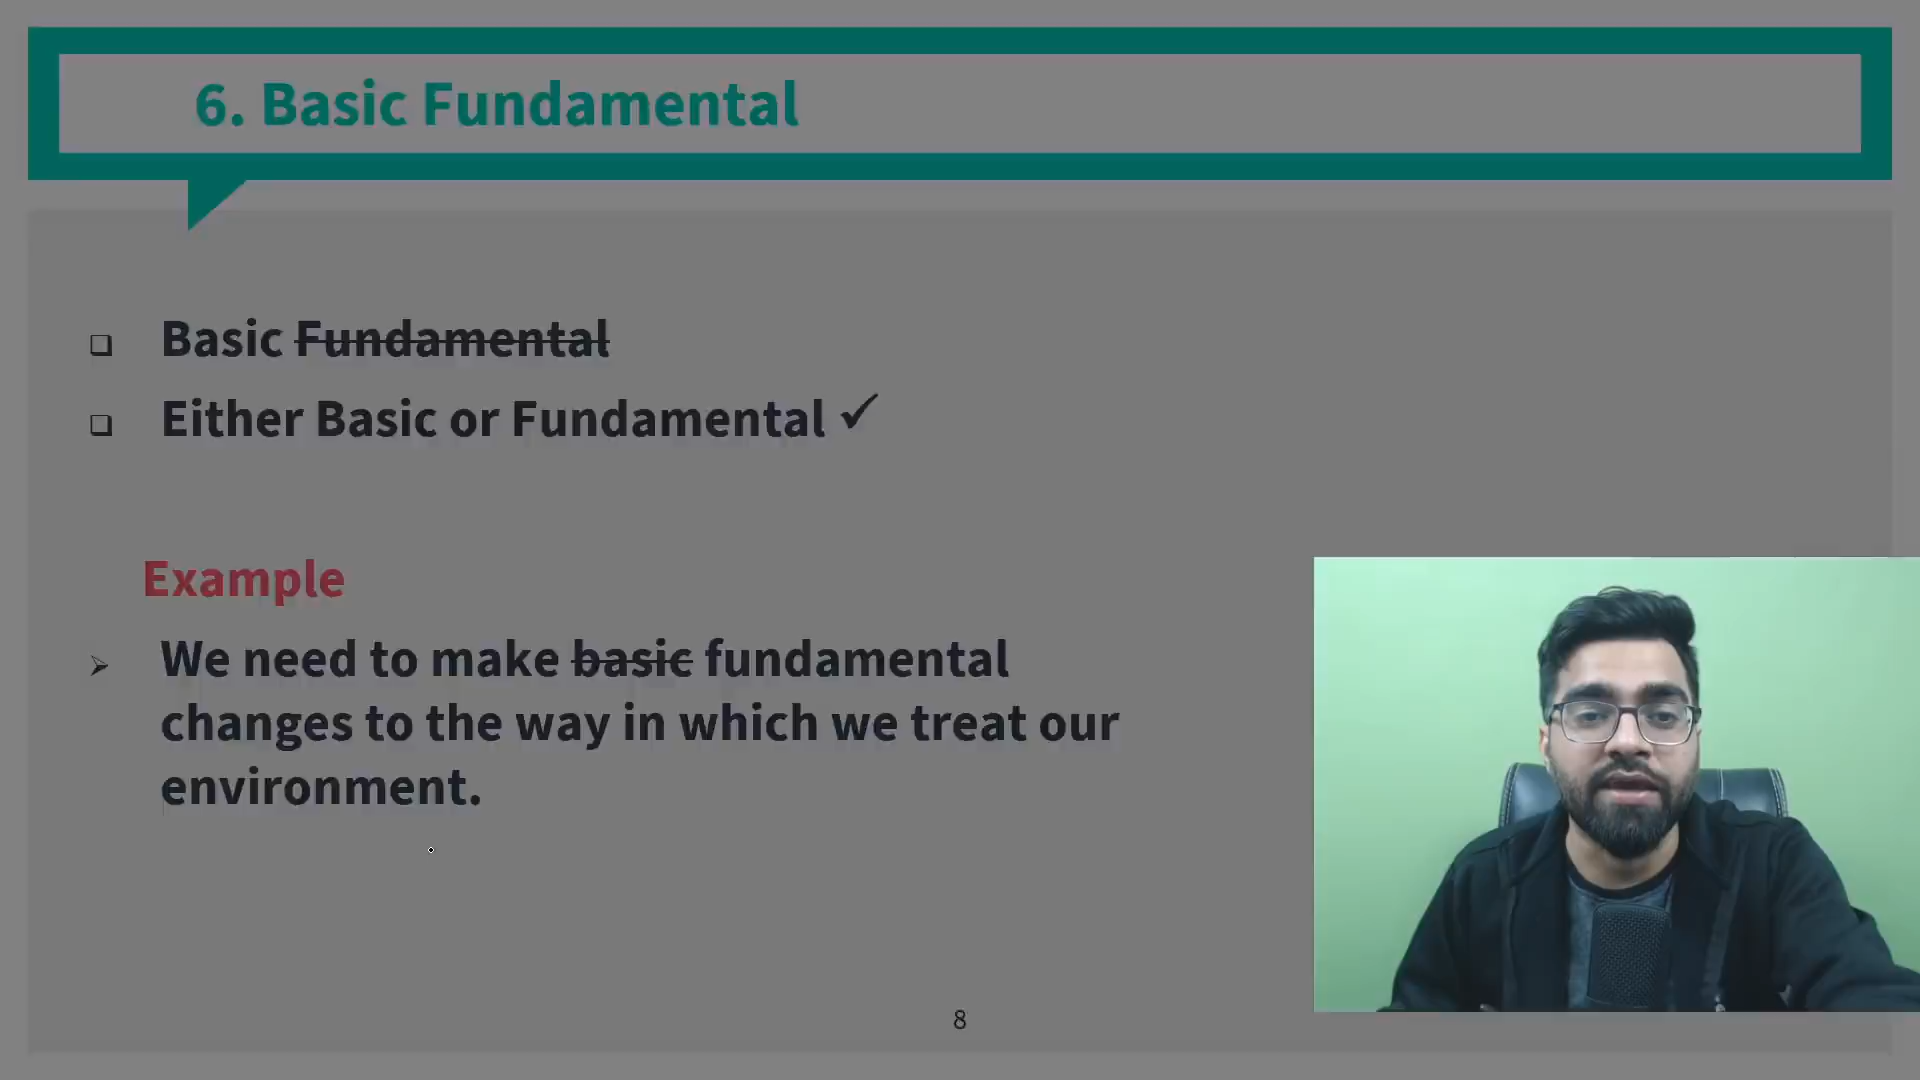 6. Basic Fundamental
Basic Fundamental
Either Basic or Fundamental ✓
Example
We need to make basic fundamental
changes to the way in which we treat our
environment.
8